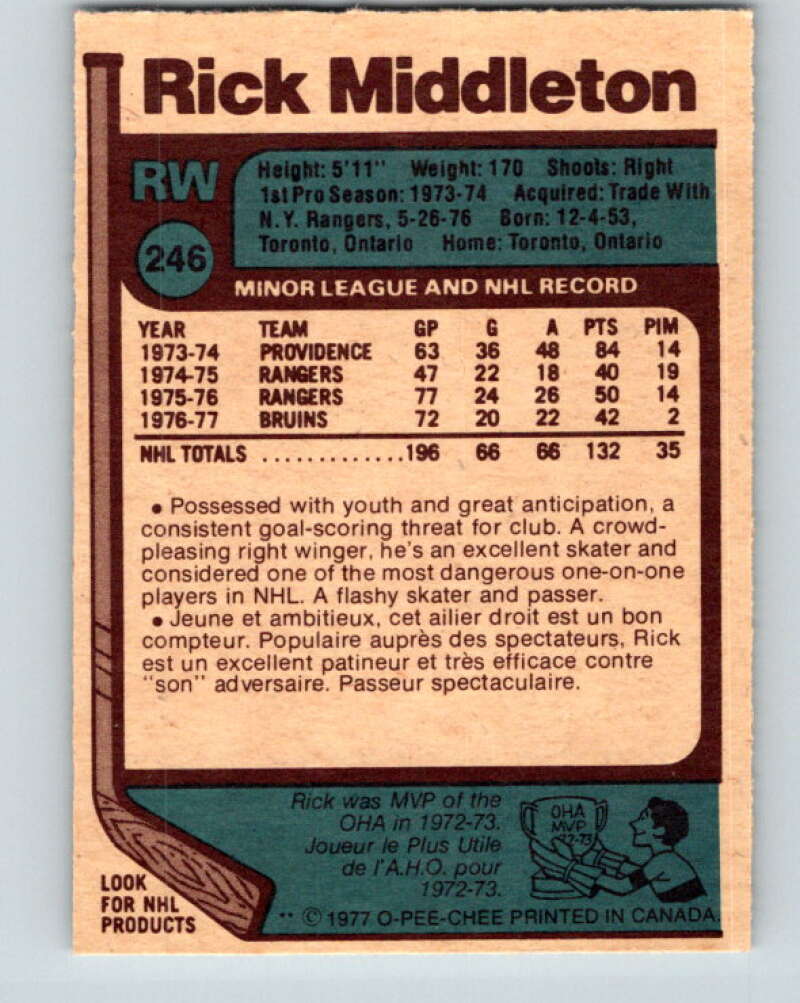 Rick Middleton
RW
246
Height: 5'11" Weight: 170 Shoots: Right
1st Pro Season: 1973-74 Acquired: Trade With
N.Y. Rangers, 5-26-76 Born: 12-4-53,
Toronto, Ontario Home: Toronto, Ontario
MINOR LEAGUE AND NHL RECORD
YEAR TEAM GP G A PTS PIM
1973-74 PROVIDENCE 63 36 48 84 14
1974-75 RANGERS 47 22 18 40 19
1975-76 RANGERS 77 24 26 50 14
1976-77 BRUINS 72 20 22 42 2
NHL TOTALS .............196 66 66 132 35
• Possessed with youth and great anticipation, a
consistent goal-scoring threat for club. A crowd-
pleasing right winger, he's an excellent skater and
considered one of the most dangerous one-on-one
players in NHL. A flashy skater and passer.
• Jeune et ambitieux, cet ailier droit est un bon
compteur. Populaire auprès des spectateurs, Rick
est un excellent patineur et très efficace contre
"son" adversaire. Passeur spectaculaire.
Rick was MVP of the
OHA in 1972-73.
Joueur le Plus Utile
de l'A.H.O. pour
1972-73.
OHA
MVP
'72-73
LOOK
FOR NHL
PRODUCTS
** © 1977 O-PEE-CHEE PRINTED IN CANADA.